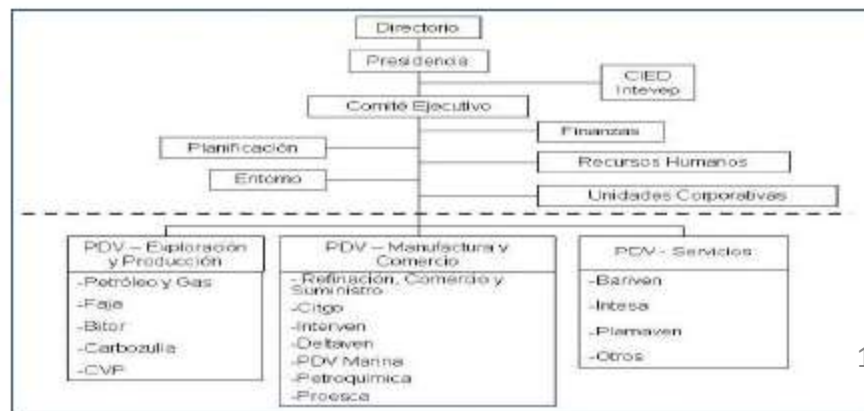 Directorio
Presidencia
CIED
Intevep
Comité Ejecutivo
Finanzas
Planificación
Recursos Humanos
Entorno
Unidades Corporativas
PDV – Exploración
y Producción
-Petróleo y Gas
-Faja
-Bitor
-Carbozulia
-CVP
PDV – Manufactura y
Comercio
- Refinación, Comercio y
Suministro
-Citgo
-Interven
-Deltaven
-PDV Marina
-Petroquímica
-Proesca
PDV - Servicios
-Bariven
-Intesa
-Plamaven
-Otros
1